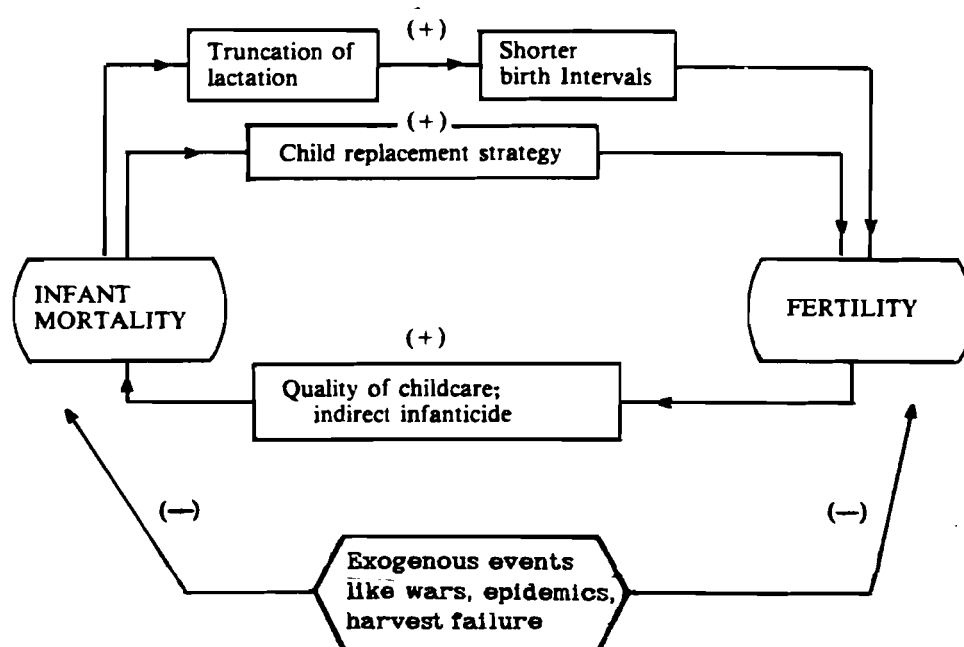 (+)
Truncation of
lactation
Shorter
birth Intervals
(+)
Child replacement strategy
INFANT
MORTALITY
FERTILITY
(+)
Quality of childcare;
indirect infanticide
(—)
(—)
Exogenous events
like wars, epidemics,
harvest failure